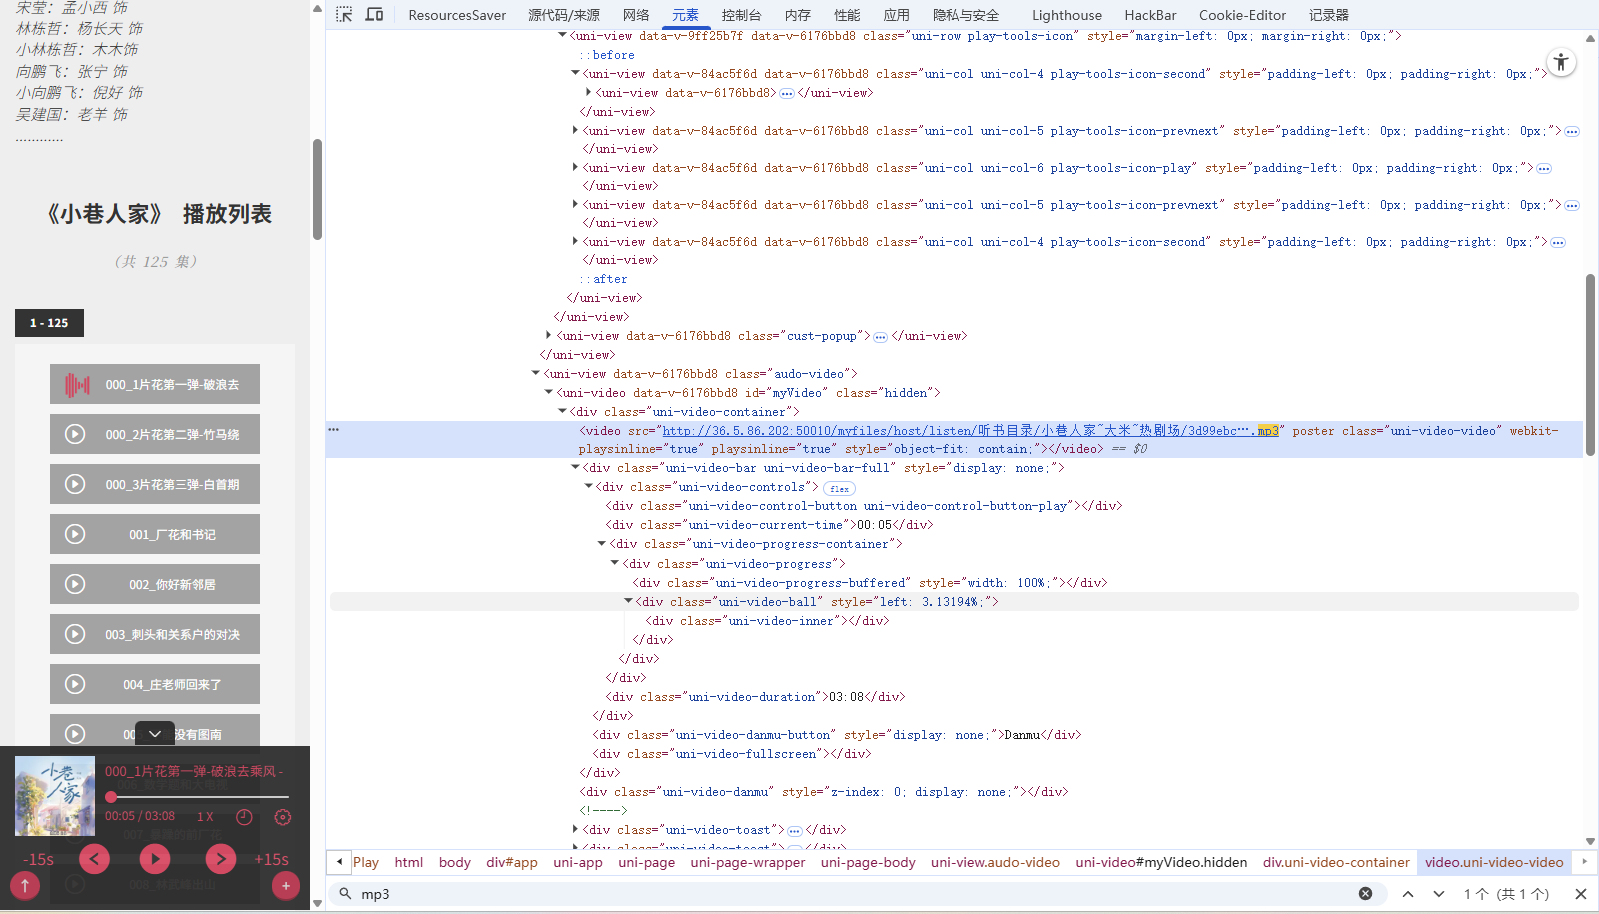 宋莹：孟小西 饰
林栋哲：杨长天 饰
小林栋哲：木木饰
向鹏飞：张宁 饰
小向鹏飞：倪好 饰
吴建国：老羊 饰
............
《小巷人家》 播放列表
（共 125 集）
1 - 125
000_1片花第一弹-破浪去
000_2片花第二弹-竹马绕
000_3片花第三弹-白首期
001_厂花和书记
002_你好新邻居
003_刺头和关系户的对决
004_庄老师回来了
没有图南
小巷人家
000_1片花第一弹-破浪去乘风 -
00:05 / 03:08 1 X
-15s +15s
ResourcesSaver 源代码/来源 网络 元素 控制台 内存 性能 应用 隐私与安全 Lighthouse HackBar Cookie-Editor 记录器
<uni-view data-v-9ff25b7f data-v-6176bbd8 class="uni-row play-tools-icon" style="margin-left: 0px; margin-right: 0px;">
::before
<uni-view data-v-84ac5f6d data-v-6176bbd8 class="uni-col uni-col-4 play-tools-icon-second" style="padding-left: 0px; padding-right: 0px;">
<uni-view data-v-6176bbd8>…</uni-view>
</uni-view>
<uni-view data-v-84ac5f6d data-v-6176bbd8 class="uni-col uni-col-5 play-tools-icon-prevnext" style="padding-left: 0px; padding-right: 0px;">…
</uni-view>
<uni-view data-v-84ac5f6d data-v-6176bbd8 class="uni-col uni-col-6 play-tools-icon-play" style="padding-left: 0px; padding-right: 0px;">…
</uni-view>
<uni-view data-v-84ac5f6d data-v-6176bbd8 class="uni-col uni-col-5 play-tools-icon-prevnext" style="padding-left: 0px; padding-right: 0px;">…
</uni-view>
<uni-view data-v-84ac5f6d data-v-6176bbd8 class="uni-col uni-col-4 play-tools-icon-second" style="padding-left: 0px; padding-right: 0px;">…
</uni-view>
::after
</uni-view>
</uni-view>
<uni-view data-v-6176bbd8 class="cust-popup">…</uni-view>
</uni-view>
<uni-view data-v-6176bbd8 class="audo-video">
<uni-video data-v-6176bbd8 id="myVideo" class="hidden">
<div class="uni-video-container">
<video src="http://36.5.86.202:50010/myfiles/host/listen/听书目录/小巷人家~大米~热剧场/3d99ebc….mp3" poster class="uni-video-video" webkit-
playsinline="true" playsinline="true" style="object-fit: contain;"></video> == $0
<div class="uni-video-bar uni-video-bar-full" style="display: none;">
<div class="uni-video-controls"> flex
<div class="uni-video-control-button uni-video-control-button-play"></div>
<div class="uni-video-current-time">00:05</div>
<div class="uni-video-progress-container">
<div class="uni-video-progress">
<div class="uni-video-progress-buffered" style="width: 100%;"></div>
<div class="uni-video-ball" style="left: 3.13194%;">
<div class="uni-video-inner"></div>
</div>
</div>
</div>
<div class="uni-video-duration">03:08</div>
</div>
<div class="uni-video-danmu-button" style="display: none;">Danmu</div>
<div class="uni-video-fullscreen"></div>
</div>
<div class="uni-video-danmu" style="z-index: 0; display: none;"></div>
<!---->
<div class="uni-video-toast">…</div>
<div class="uni-video-toast">…</div>
Play html body div#app uni-app uni-page uni-page-wrapper uni-page-body uni-view.audo-video uni-video#myVideo.hidden div.uni-video-container video.uni-video-video
mp3 1 个 (共 1 个)